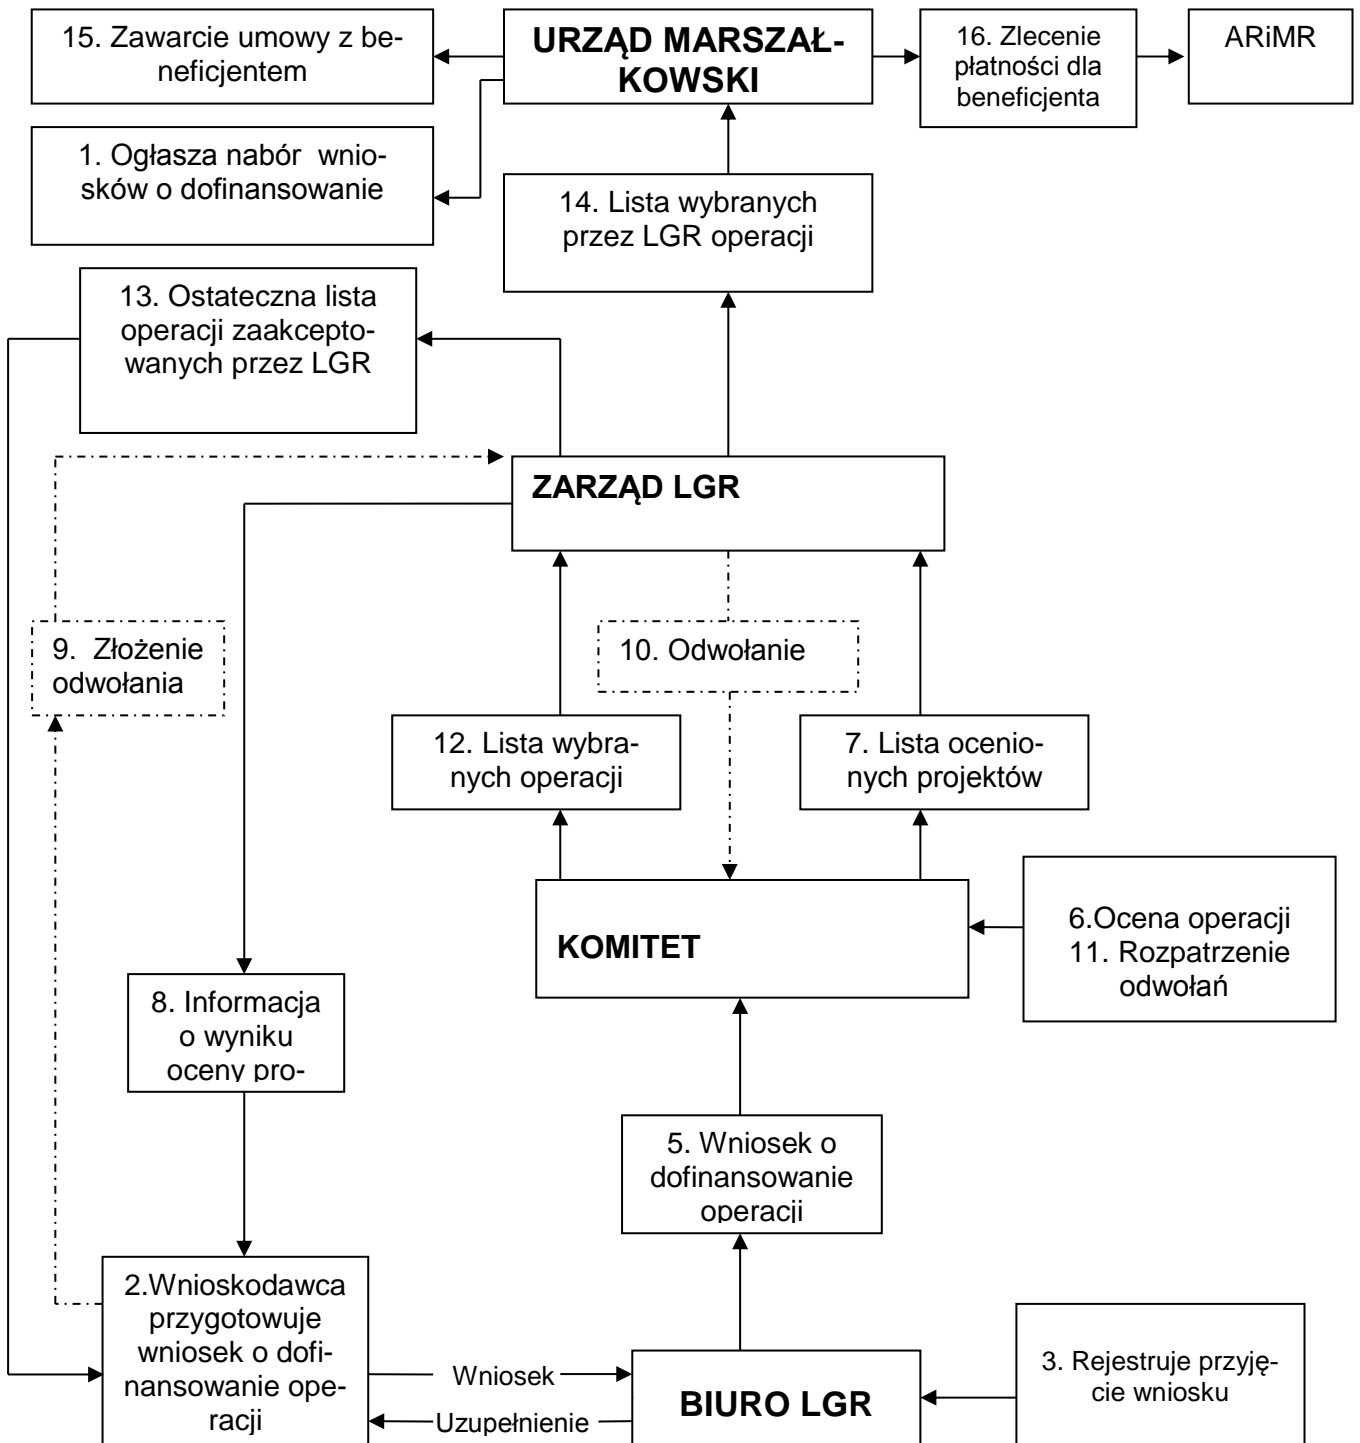 15. Zawarcie umowy z be-
neficjentem
URZĄD MARSZAŁ-
KOWSKI
16. Zlecenie
płatności dla
beneficjenta
ARiMR
1. Ogłasza nabór wnio-
sków o dofinansowanie
14. Lista wybranych
przez LGR operacji
13. Ostateczna lista
operacji zaakcepto-
wanych przez LGR
ZARZĄD LGR
9. Złożenie
odwołania
10. Odwołanie
12. Lista wybra-
nych operacji
7. Lista ocenio-
nych projektów
KOMITET
6.Ocena operacji
11. Rozpatrzenie
odwołań
8. Informacja
o wyniku
oceny pro-
5. Wniosek o
dofinansowanie
operacji
2.Wnioskodawca
przygotowuje
wniosek o dofi-
nansowanie ope-
racji
Wniosek
Uzupełnienie
BIURO LGR
3. Rejestruje przyję-
cie wniosku